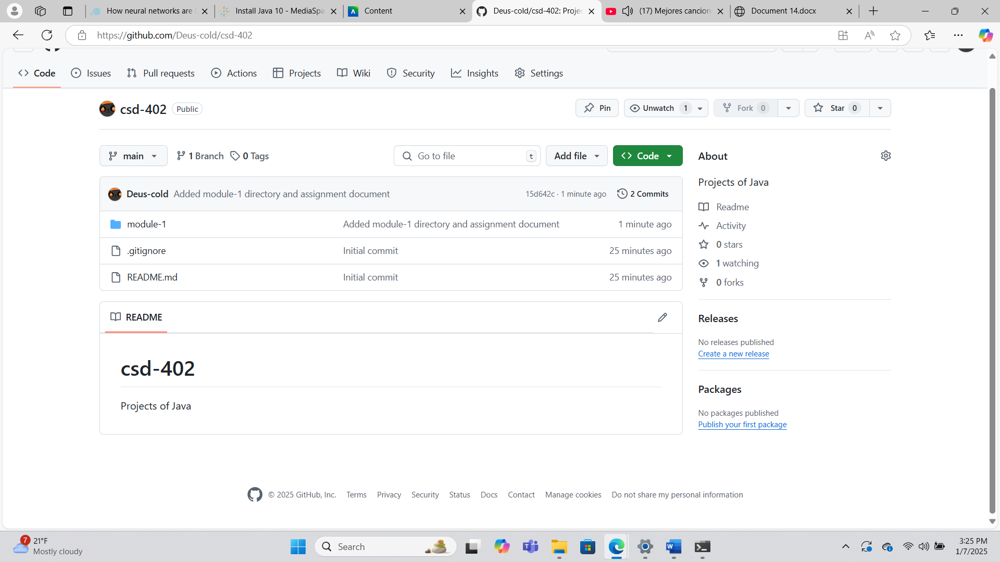 How neural networks are
Install Java 10 - MediaSpa
Content
Deus-cold/csd-402: Projec
(17) Mejores cancion
Document 14.docx
https://github.com/Deus-cold/csd-402
Code
Issues
Pull requests
Actions
Projects
Wiki
Security
Insights
Settings
csd-402
Public
Pin
Unwatch 1
Fork 0
Star 0
main
1 Branch
0 Tags
Go to file
t
Add file
Code
About
Deus-cold Added module-1 directory and assignment document
15d642c · 1 minute ago
2 Commits
module-1 Added module-1 directory and assignment document 1 minute ago
.gitignore Initial commit 25 minutes ago
README.md Initial commit 25 minutes ago
README
csd-402
Projects of Java
Projects of Java
Readme
Activity
0 stars
1 watching
0 forks
Releases
No releases published
Create a new release
Packages
No packages published
Publish your first package
© 2025 GitHub, Inc.
Terms
Privacy
Security
Status
Docs
Contact
Manage cookies
Do not share my personal information
7
21°F
Mostly cloudy
Search
3:25 PM
1/7/2025